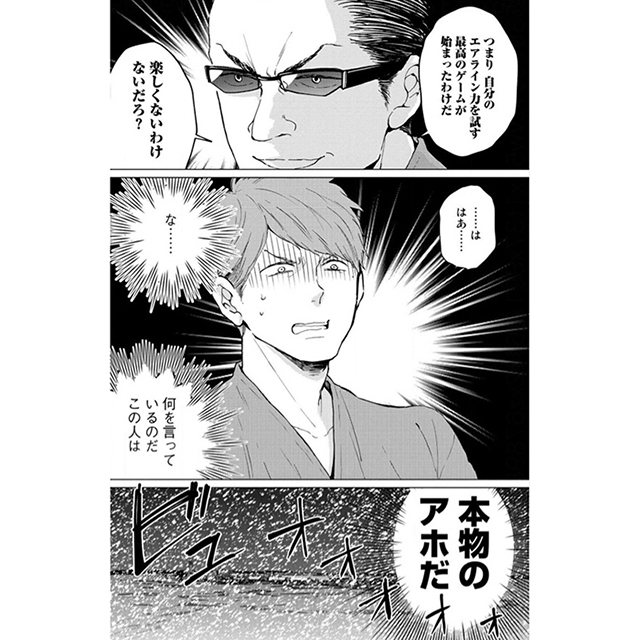 つまり 自分の
エアライン力を試す
最高のゲームが
始まったわけだ
楽しくないわけ
ないだろ？
……は
はあ……
な……
何を言って
いるのだ
この人は
本物の
アホだ
ビュオオオオ